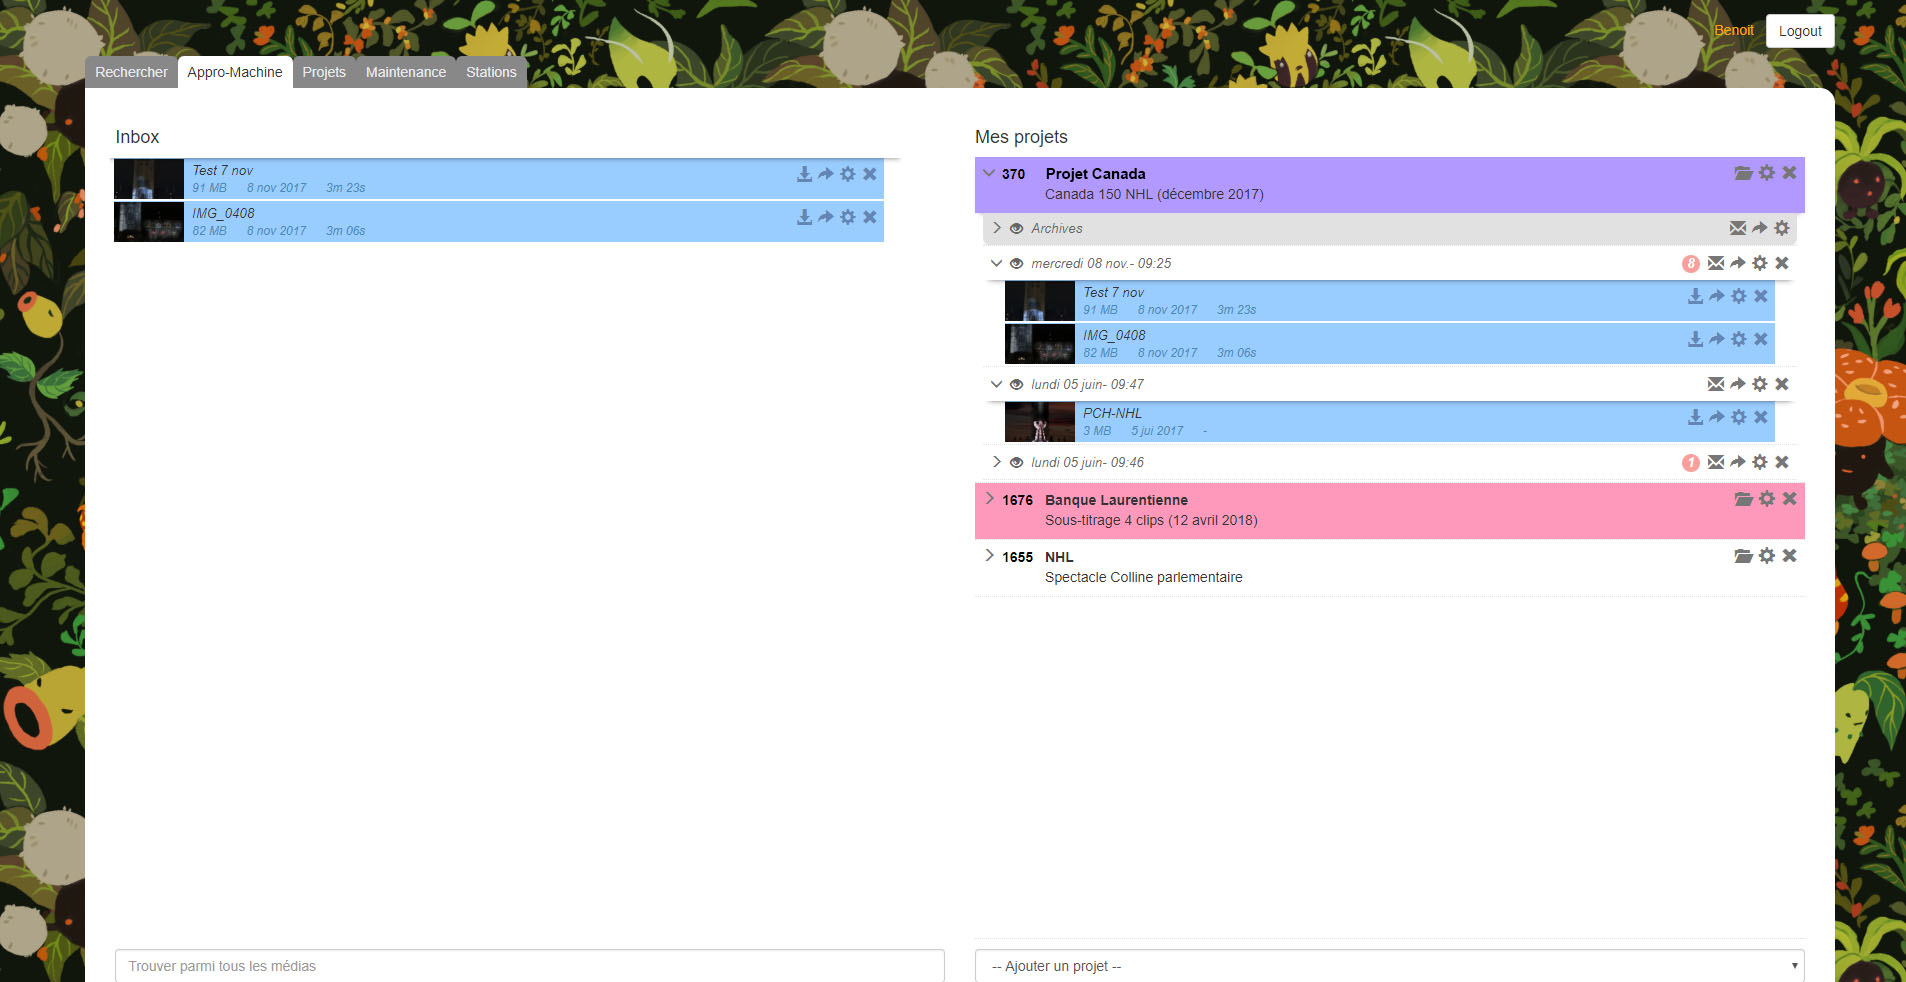 Benoit
Logout
Rechercher Appro-Machine Projets Maintenance Stations
Inbox
Test 7 nov
91 MB 8 nov 2017 3m 23s
IMG_0408
82 MB 8 nov 2017 3m 06s
Trouver parmi tous les médias
Mes projets
370 Projet Canada
Canada 150 NHL (décembre 2017)
Archives
mercredi 08 nov.- 09:25 8
Test 7 nov
91 MB 8 nov 2017 3m 23s
IMG_0408
82 MB 8 nov 2017 3m 06s
lundi 05 juin- 09:47
PCH-NHL
3 MB 5 jui 2017 -
lundi 05 juin- 09:46 1
1676 Banque Laurentienne
Sous-titrage 4 clips (12 avril 2018)
1655 NHL
Spectacle Colline parlementaire
-- Ajouter un projet --